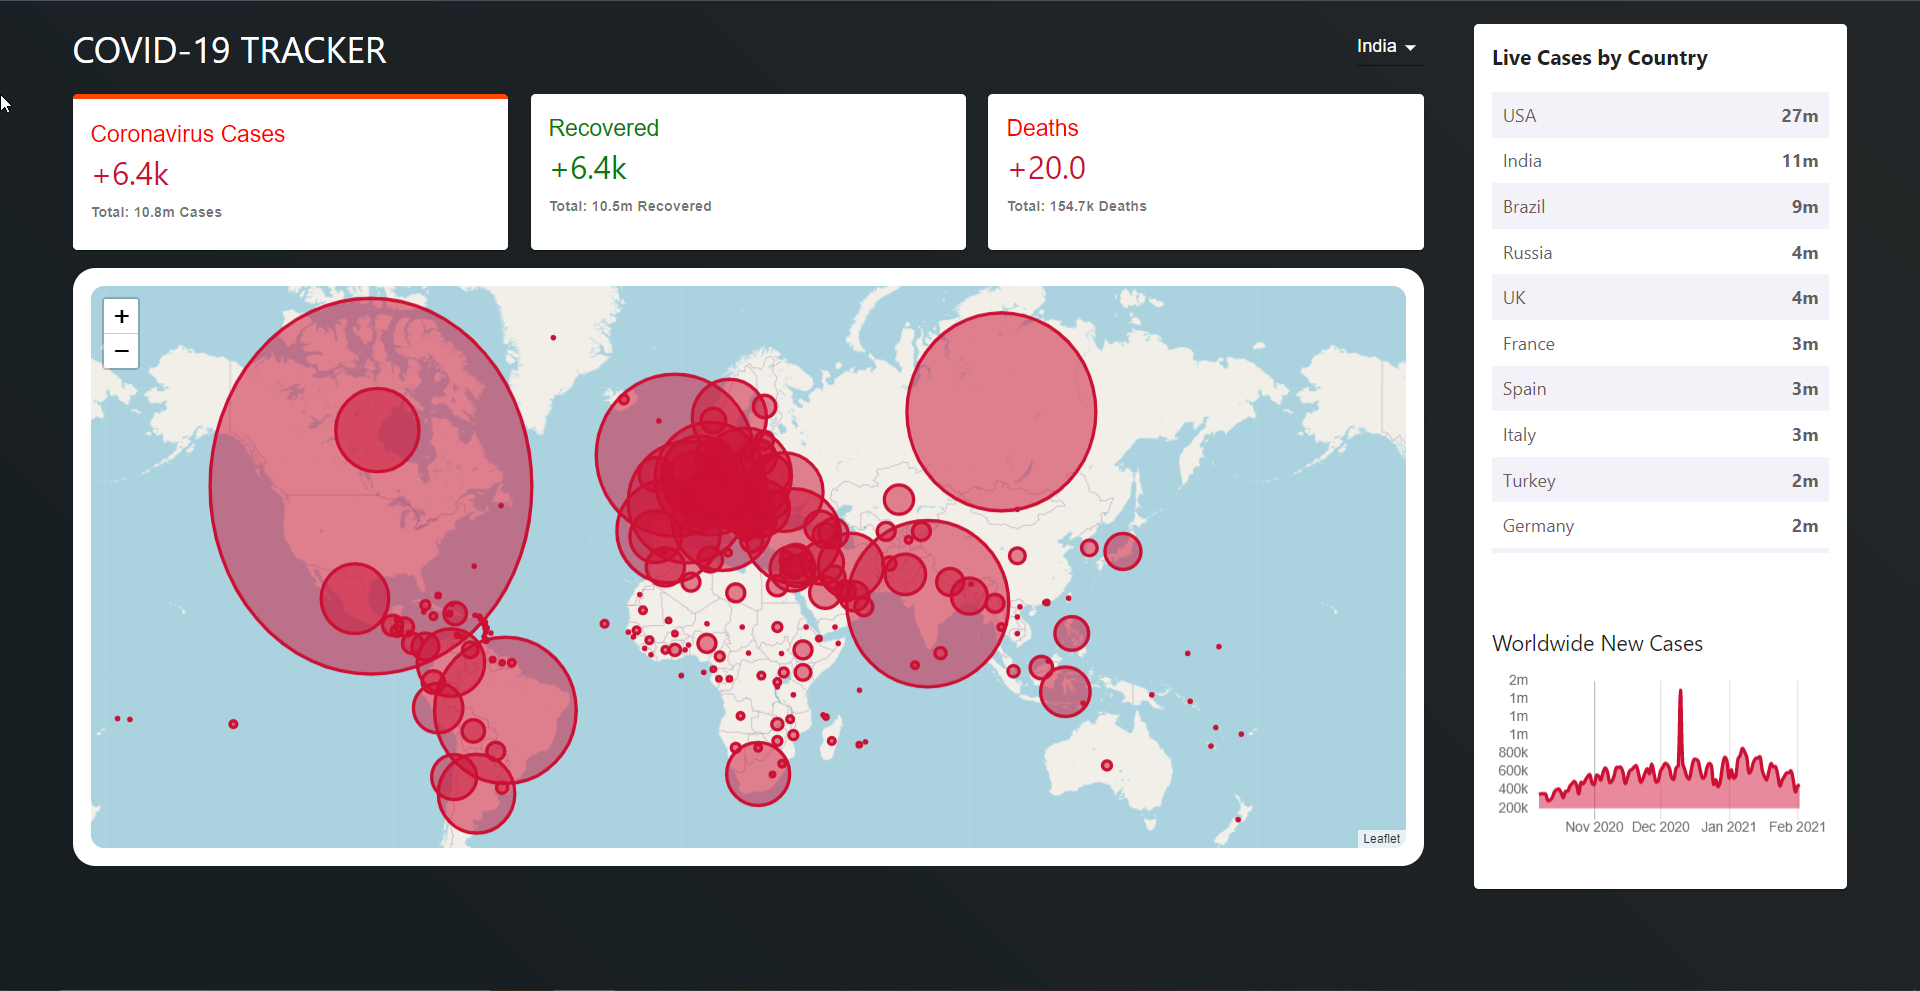 COVID-19 TRACKER
India
Coronavirus Cases
+6.4k
Total: 10.8m Cases
Recovered
+6.4k
Total: 10.5m Recovered
Deaths
+20.0
Total: 154.7k Deaths
+
−
Leaflet
Live Cases by Country
USA 27m
India 11m
Brazil 9m
Russia 4m
UK 4m
France 3m
Spain 3m
Italy 3m
Turkey 2m
Germany 2m
Worldwide New Cases
2m
1m
1m
1m
800k
600k
400k
200k
Nov 2020 Dec 2020 Jan 2021 Feb 2021